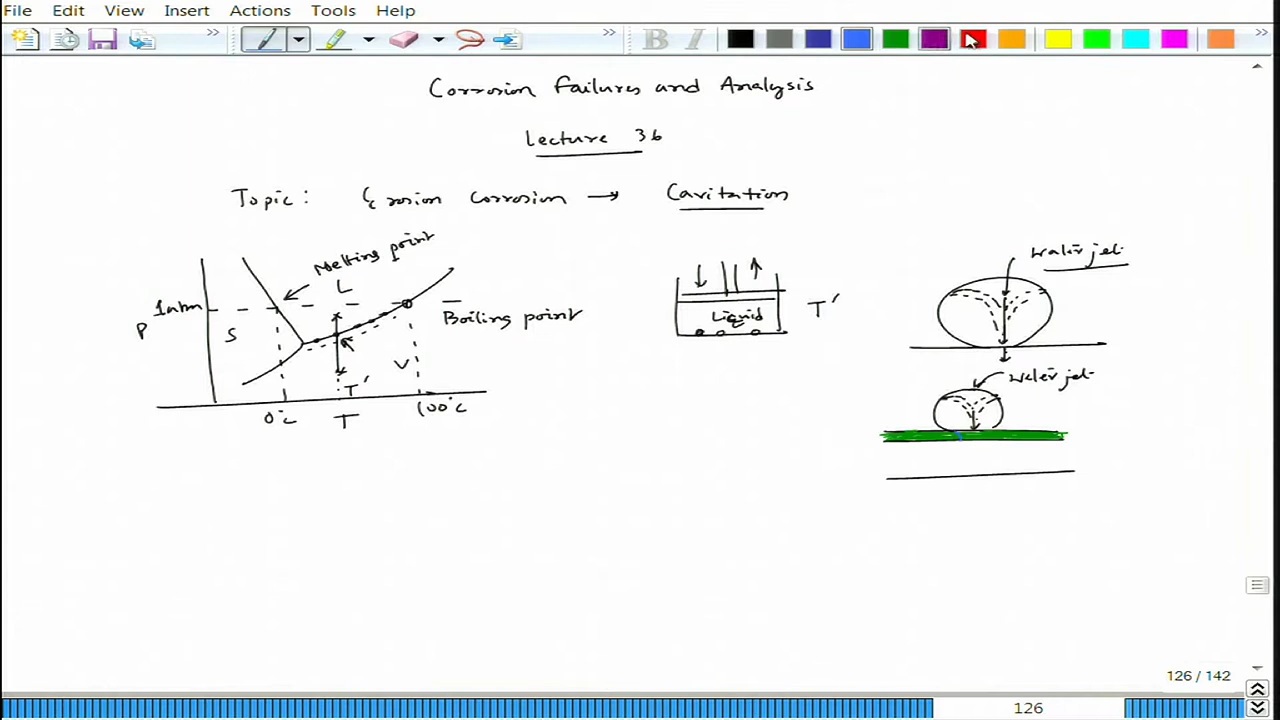 File Edit View Insert Actions Tools Help
B I
Corrosion Failures and Analysis
Lecture 36
Topic: Erosion corrosion → Cavitation
Melting point
1atm
P
S
L
V
Boiling point
T'
0°C
T
100°C
Liquid
T'
Water jet
Water jet
126 / 142
126